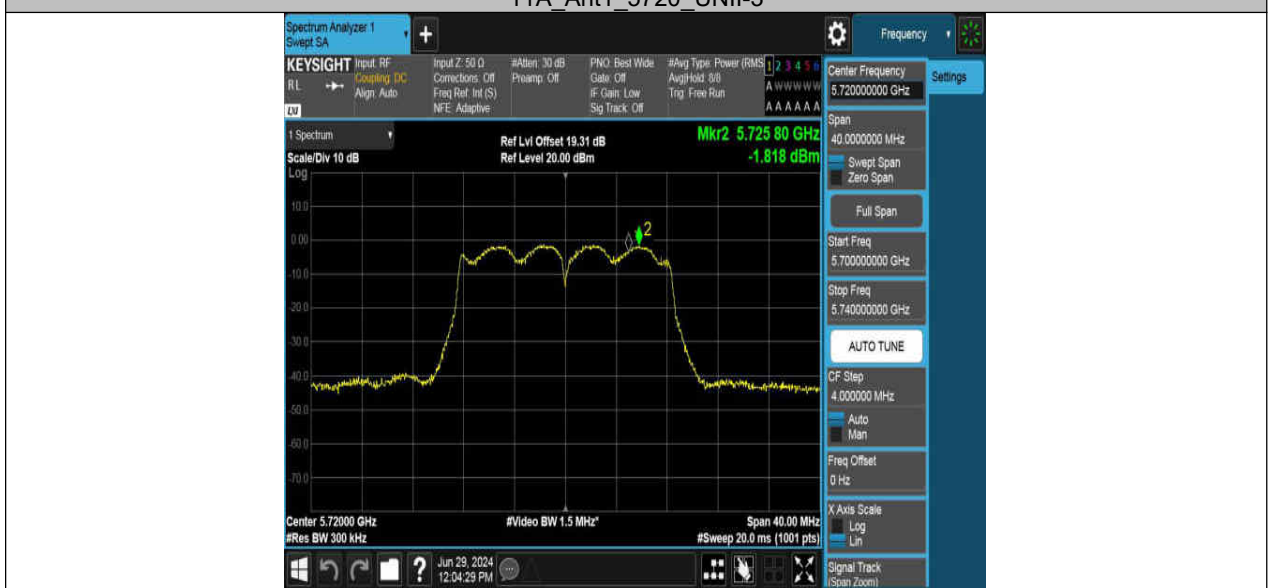 11A_Ant1_5720_UNII-3
Spectrum Analyzer 1
Swept SA
+
Frequency
KEYSIGHT
RL
Input: RF
Coupling: DC
Align: Auto
Input Z: 50 Ω
Corrections: Off
Freq Ref: Int (S)
NFE: Adaptive
#Atten: 30 dB
Preamp: Off
PNO: Best Wide
Gate: Off
IF Gain: Low
Sig Track: Off
#Avg Type: Power (RMS
Avg|Hold: 8/8
Trig: Free Run
1 2 3 4 5 6
A W W W W W
A A A A A A
Center Frequency
5.720000000 GHz
Settings
Span
40.0000000 MHz
Swept Span
Zero Span
Full Span
Start Freq
5.700000000 GHz
Stop Freq
5.740000000 GHz
AUTO TUNE
CF Step
4.000000 MHz
Auto
Man
Freq Offset
0 Hz
X Axis Scale
Log
Lin
Signal Track
(Span Zoom)
1 Spectrum
Scale/Div 10 dB
Log
Ref Lvl Offset 19.31 dB
Ref Level 20.00 dBm
Mkr2 5.725 80 GHz
-1.818 dBm
10.0
0.00
-10.0
-20.0
-30.0
-40.0
-50.0
-60.0
-70.0
2
Center 5.72000 GHz
#Res BW 300 kHz
#Video BW 1.5 MHz*
Span 40.00 MHz
#Sweep 20.0 ms (1001 pts)
?
Jun 29, 2024
12:04:29 PM